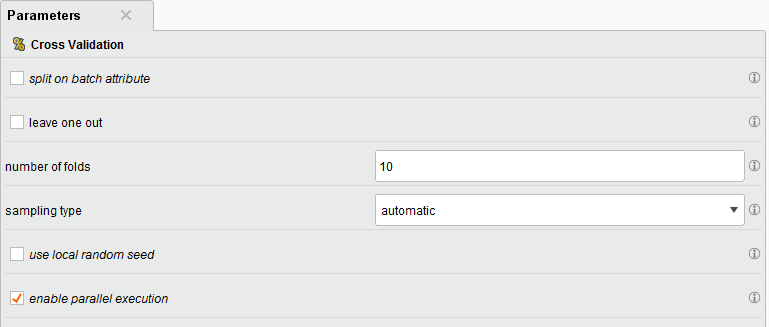 Parameters
Cross Validation
split on batch attribute
leave one out
number of folds 10
sampling type automatic
use local random seed
enable parallel execution